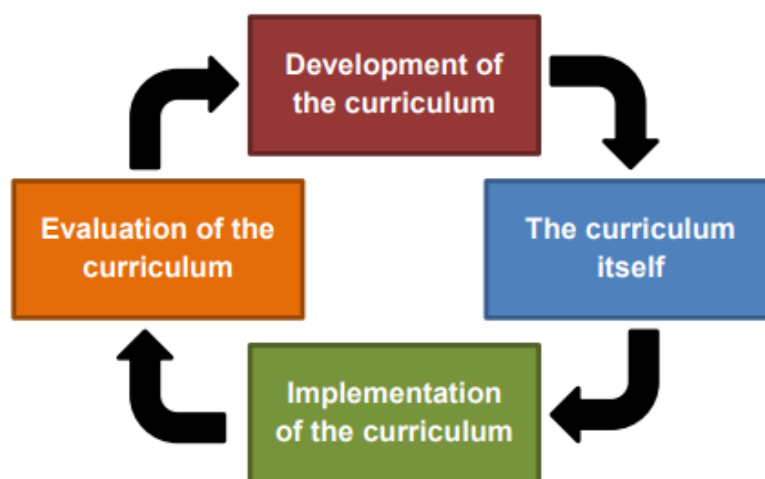 Development of
the curriculum
Evaluation of the
curriculum
The curriculum
itself
Implementation
of the curriculum